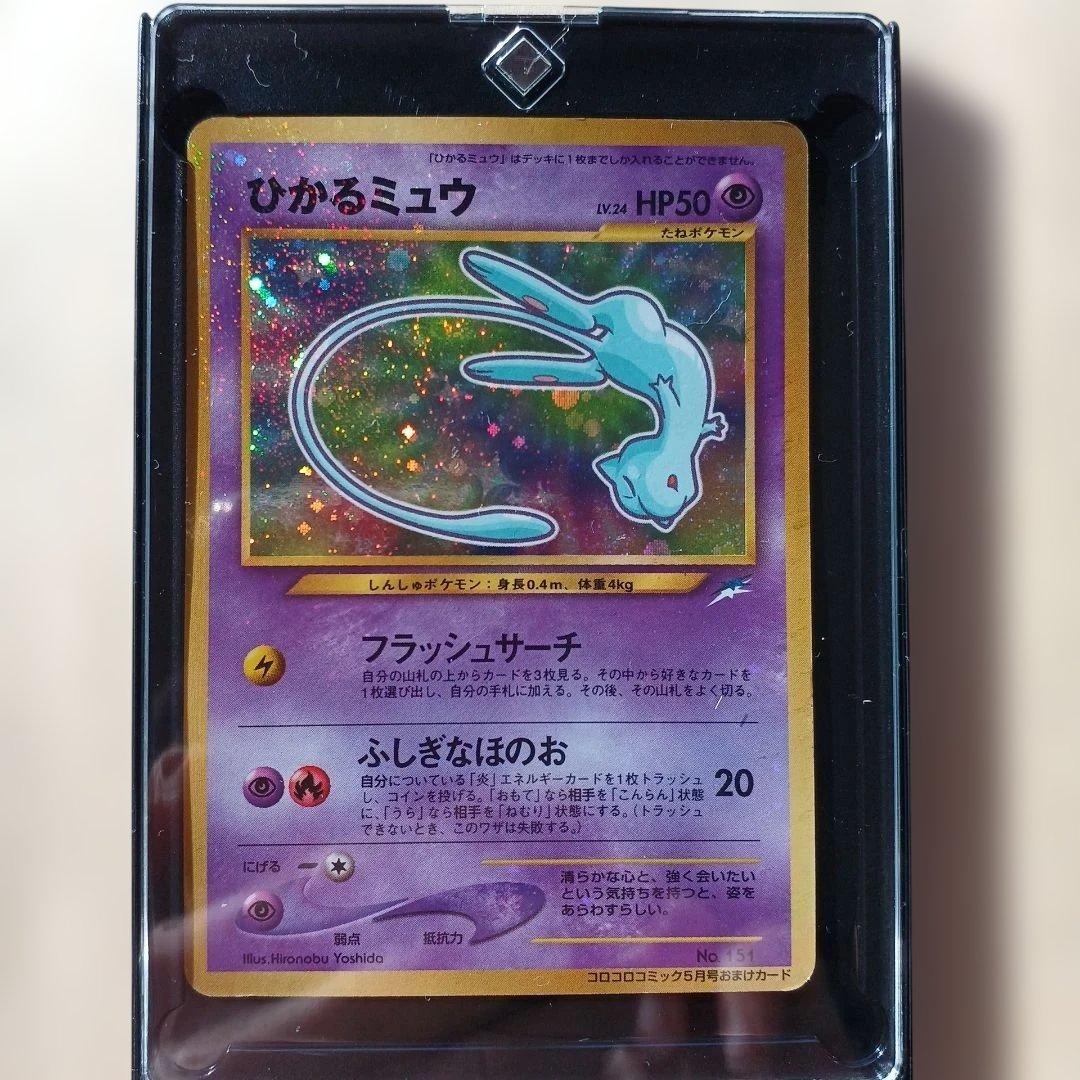 「ひかるミュウ」はデッキに1枚までしか入れることができません。
ひかるミュウ LV.24 HP50
たねポケモン
しんしゅポケモン：身長0.4m、体重4kg
フラッシュサーチ
自分の山札の上からカードを3枚見る。その中から好きなカードを
1枚選び出し、自分の手札に加える。その後、その山札をよく切る。
ふしぎなほのお 20
自分についている「炎」エネルギーカードを1枚トラッシュ
し、コインを投げる。「おもて」なら相手を「こんらん」状態
に、「うら」なら相手を「ねむり」状態にする。（トラッシュ
できないとき、このワザは失敗する。）
にげる
清らかな心と、強く会いたい
という気持ちを持つと、姿を
あらわすらしい。
弱点 抵抗力
Illus.Hironobu Yoshida No.151
コロコロコミック5月号おまけカード